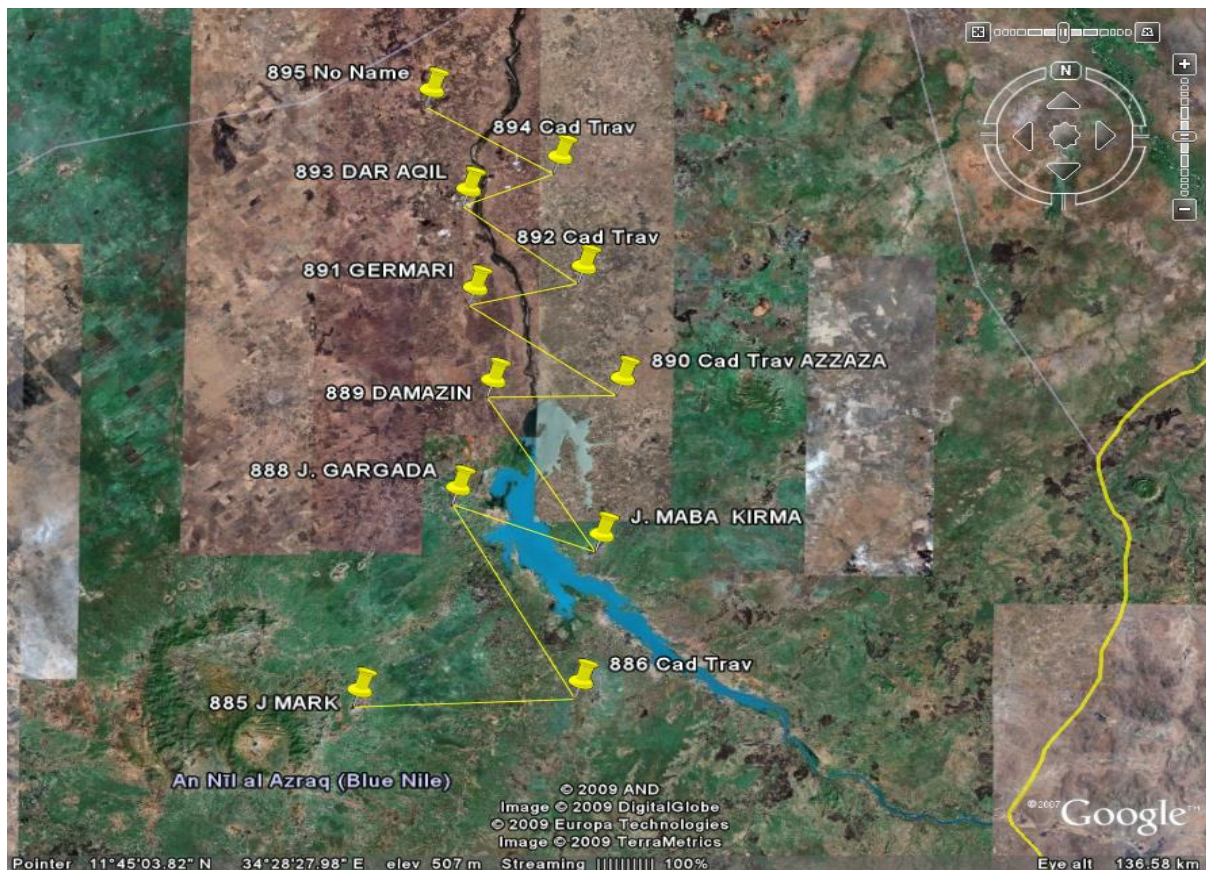 895 No Name
894 Cad Trav
893 DAR AQIL
892 Cad Trav
891 GERMARI
890 Cad Trav AZZAZA
889 DAMAZIN
888 J. GARGADA
J. MABA KIRMA
886 Cad Trav
885 J MARK
An Nīl al Azraq (Blue Nile)
© 2009 AND
Image © 2009 DigitalGlobe
© 2009 Europa Technologies
Image © 2009 TerraMetrics
©2007 Google™
N
Pointer 11°45'03.82" N 34°28'27.98" E elev 507 m Streaming |||||||||| 100% Eye alt 136.58 km